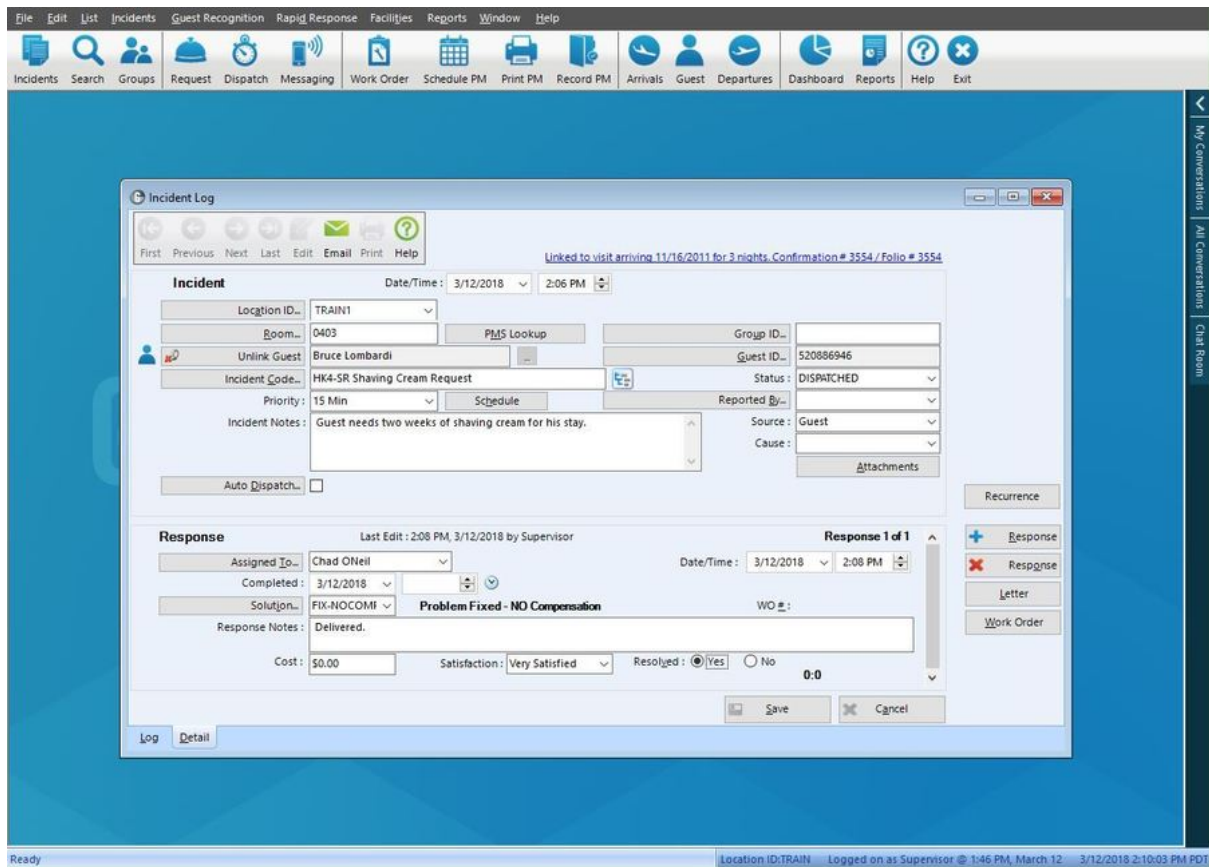 File Edit List Incidents Guest Recognition Rapid Response Facilities Reports Window Help
Incidents Search Groups Request Dispatch Messaging Work Order Schedule PM Print PM Record PM Arrivals Guest Departures Dashboard Reports Help Exit
My Conversations
All Conversations
Chat Room
Incident Log
First Previous Next Last Edit Email Print Help
Linked to visit arriving 11/16/2011 for 3 nights. Confirmation # 3554 / Folio # 3554
Incident Date/Time : 3/12/2018 2:06 PM
Location ID... TRAIN1
Room... 0403 PMS Lookup Group ID...
Unlink Guest Bruce Lombardi ... Guest ID... 520886946
Incident Code... HK4-SR Shaving Cream Request Status : DISPATCHED
Priority : 15 Min Schedule Reported By...
Incident Notes : Guest needs two weeks of shaving cream for his stay. Source : Guest
Cause :
Attachments
Auto Dispatch...
Recurrence
Response Last Edit : 2:08 PM, 3/12/2018 by Supervisor Response 1 of 1 Response
Assigned To... Chad ONeil Date/Time : 3/12/2018 2:08 PM Response
Completed : 3/12/2018
Letter
Solution... FIX-NOCOMF Problem Fixed - NO Compensation WO # :
Response Notes : Delivered. Work Order
Cost : $0.00 Satisfaction : Very Satisfied Resolved : Yes No
0:0
Save Cancel
Log Detail
Ready Location ID:TRAIN Logged on as Supervisor @ 1:46 PM, March 12 3/12/2018 2:10:03 PM PDT